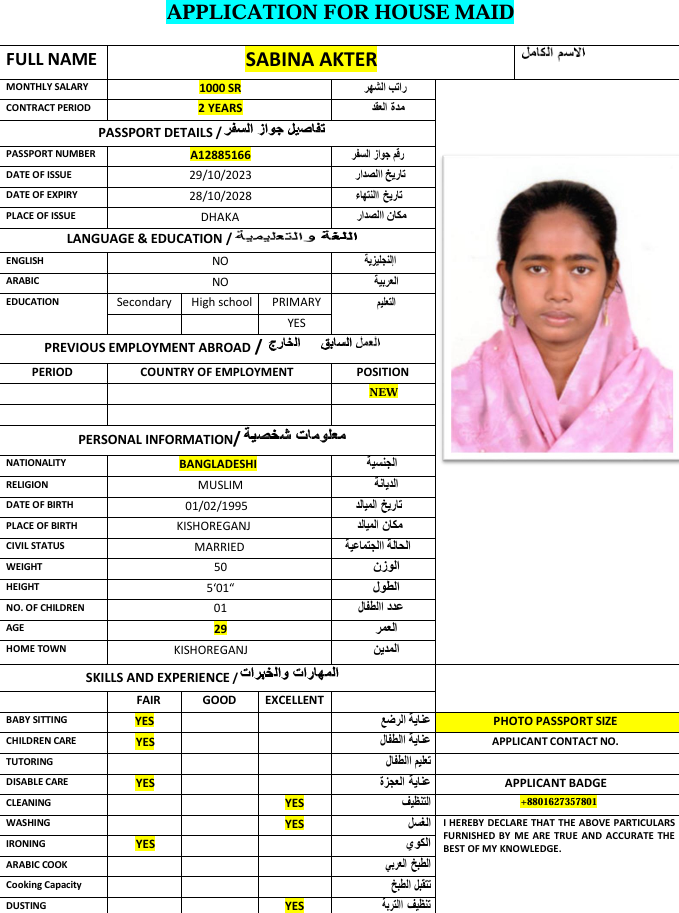 APPLICATION FOR HOUSE MAID
FULL NAME SABINA AKTER الاسم الكامل
MONTHLY SALARY 1000 SR راتب الشهر
CONTRACT PERIOD 2 YEARS مدة العقد
PASSPORT DETAILS / تفاصيل جواز السفر
PASSPORT NUMBER A12885166 رقم جواز السفر
DATE OF ISSUE 29/10/2023 تاريخ االصدار
DATE OF EXPIRY 28/10/2028 تاريخ االنتهاء
PLACE OF ISSUE DHAKA مكان االصدار
LANGUAGE & EDUCATION / اللغة والتعليمية
ENGLISH NO اإلنجليزية
ARABIC NO العربية
EDUCATION Secondary High school PRIMARY التعليم
YES
PREVIOUS EMPLOYMENT ABROAD / العمل السابق الخارج
PERIOD COUNTRY OF EMPLOYMENT POSITION
NEW
PERSONAL INFORMATION/ معلومات شخصية
NATIONALITY BANGLADESHI الجنسية
RELIGION MUSLIM الديانة
DATE OF BIRTH 01/02/1995 تاريخ الميالد
PLACE OF BIRTH KISHOREGANJ مكان الميالد
CIVIL STATUS MARRIED الحالة االجتماعية
WEIGHT 50 الوزن
HEIGHT 5‘01“ الطول
NO. OF CHILDREN 01 عدد االطفال
AGE 29 العمر
HOME TOWN KISHOREGANJ المدين
SKILLS AND EXPERIENCE / المهارات والخبرات
FAIR GOOD EXCELLENT
BABY SITTING YES عناية الرضع PHOTO PASSPORT SIZE
CHILDREN CARE YES عناية االطفال APPLICANT CONTACT NO.
TUTORING تعليم االطفال
DISABLE CARE YES عناية العجزة APPLICANT BADGE
CLEANING YES التنظيف +8801627357801
WASHING YES الغسل I HEREBY DECLARE THAT THE ABOVE PARTICULARS
FURNISHED BY ME ARE TRUE AND ACCURATE THE
IRONING YES الكوي BEST OF MY KNOWLEDGE.
ARABIC COOK الطبخ العربي
Cooking Capacity تتقبل الطبخ
DUSTING YES تنظيف االتربة